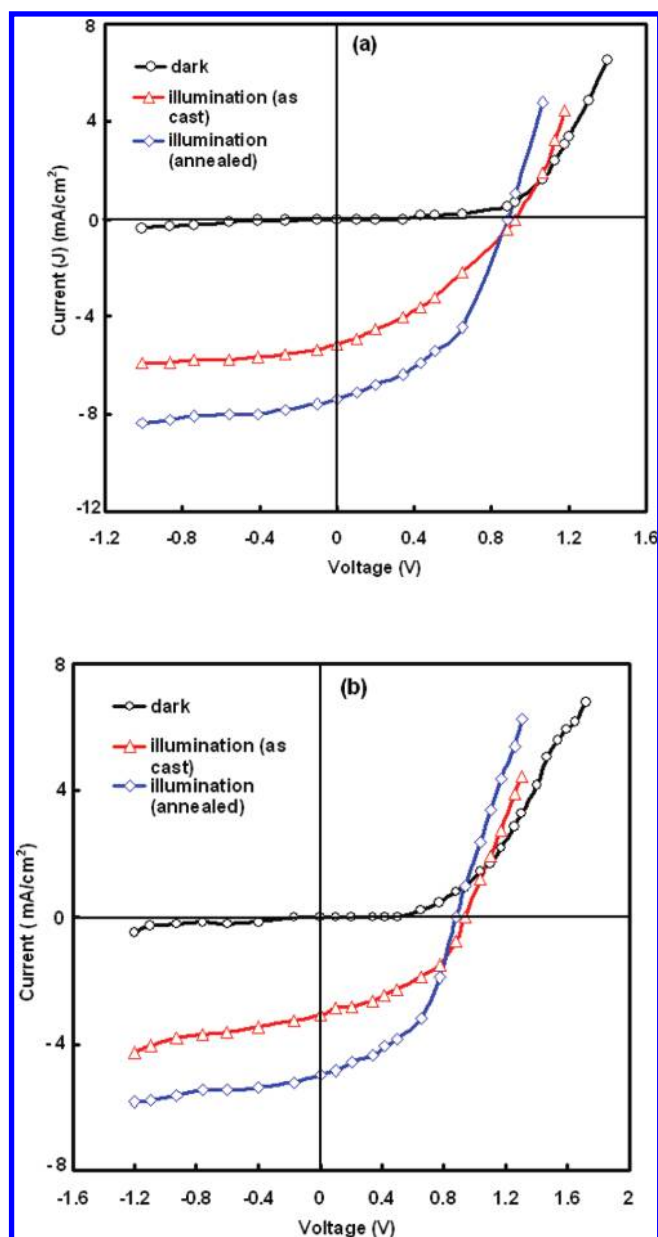 8
(a)
dark
illumination (as
cast)
illumination
(annealed)
4
0
-4
-8
-12
Current (J) (mA/cm²)
-1.2 -0.8 -0.4 0 0.4 0.8 1.2 1.6
Voltage (V)
8
(b)
dark
illumination (as
cast)
illumination
(annealed)
4
0
-4
-8
Current ( mA/cm²)
-1.6 -1.2 -0.8 -0.4 0 0.4 0.8 1.2 1.6 2
Voltage (V)